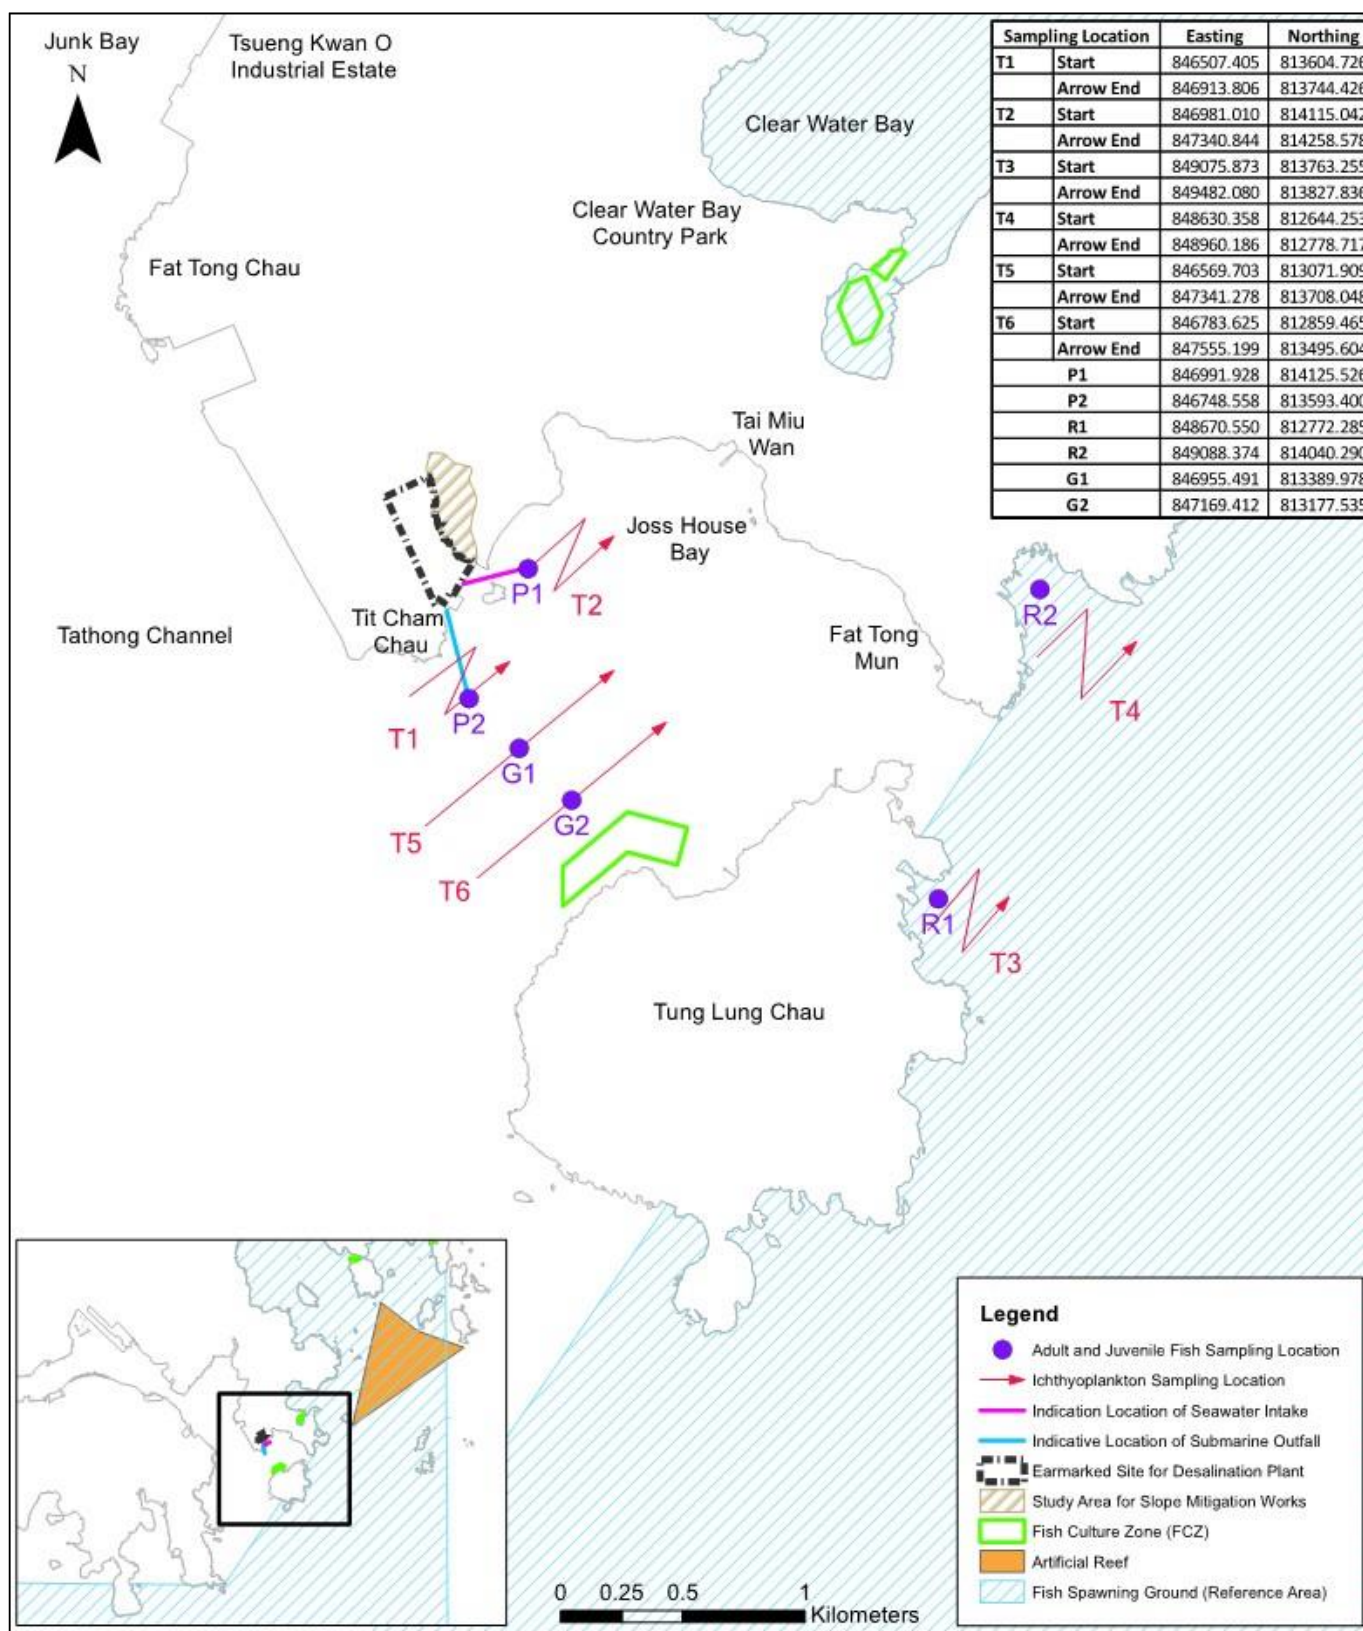 Junk Bay
N
Tsueng Kwan O
Industrial Estate
Clear Water Bay
Clear Water Bay
Country Park
Fat Tong Chau
Sampling Location Easting Northing
T1 Start 846507.405 813604.726
Arrow End 846913.806 813744.426
T2 Start 846981.010 814115.042
Arrow End 847340.844 814258.578
T3 Start 849075.873 813763.255
Arrow End 849482.080 813827.836
T4 Start 848630.358 812644.253
Arrow End 848960.186 812778.717
T5 Start 846569.703 813071.909
Arrow End 847341.278 813708.048
T6 Start 846783.625 812859.465
Arrow End 847555.199 813495.604
P1 846991.928 814125.526
P2 846748.558 813593.400
R1 848670.550 812772.285
R2 849088.374 814040.290
G1 846955.491 813389.978
G2 847169.412 813177.535
Tai Miu
Wan
Joss House
Bay
P1
T2
R2
Tit Cham
Chau
Tathong Channel
Fat Tong
Mun
T4
P2
T1
G1
T5
G2
T6
R1
T3
Tung Lung Chau
Legend
Adult and Juvenile Fish Sampling Location
Ichthyoplankton Sampling Location
Indication Location of Seawater Intake
Indicative Location of Submarine Outfall
Earmarked Site for Desalination Plant
Study Area for Slope Mitigation Works
Fish Culture Zone (FCZ)
Artificial Reef
Fish Spawning Ground (Reference Area)
0 0.25 0.5 1
Kilometers